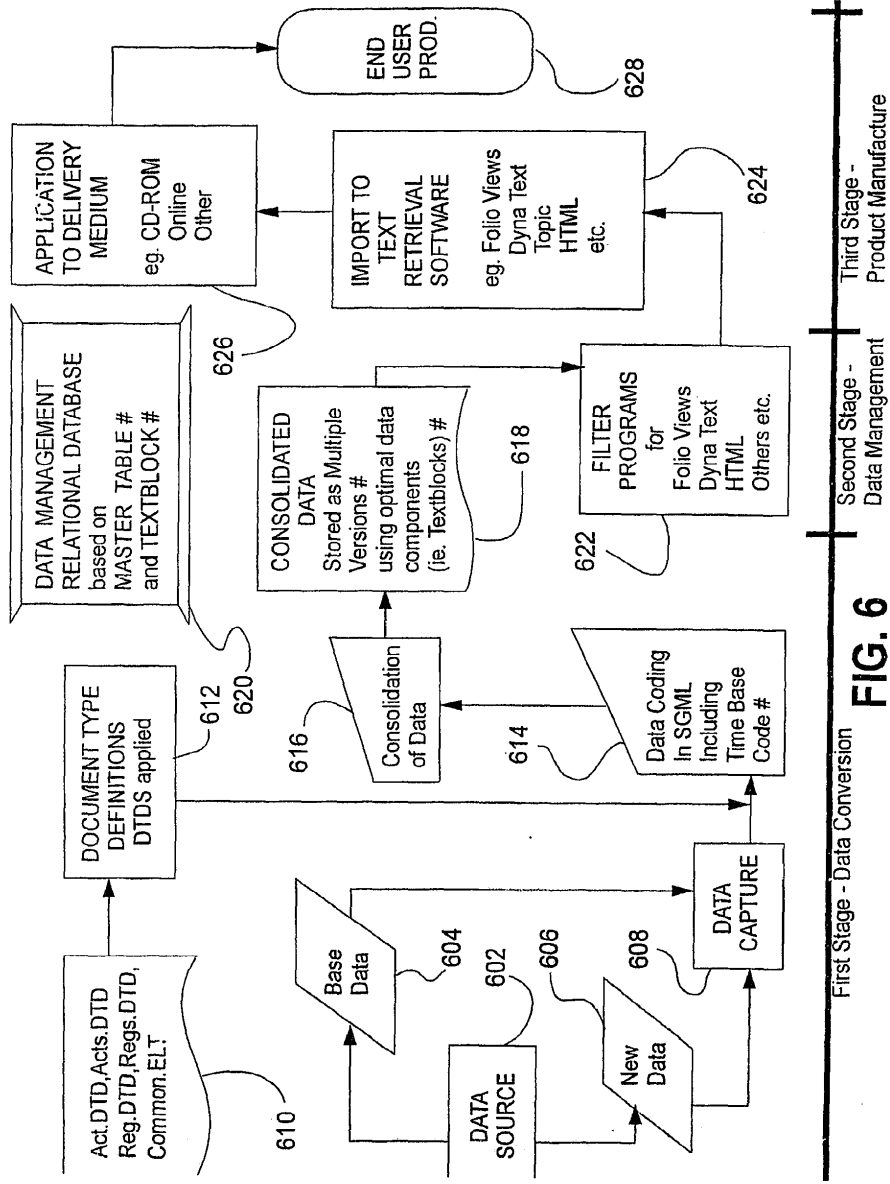 Act.DTD,Acts.DTD
Reg.DTD,Regs.DTD,
Common.ELT
610
DOCUMENT TYPE
DEFINITIONS
DTDS applied
612
DATA MANAGEMENT
RELATIONAL DATABASE
based on
MASTER TABLE #
and TEXTBLOCK #
620
APPLICATION
TO DELIVERY
MEDIUM
eg. CD-ROM
Online
Other
626
END
USER
PROD.
628
DATA
SOURCE
602
Base
Data
604
New
Data
606
DATA
CAPTURE
608
Data Coding
In SGML
Including
Time Base
Code #
614
Consolidation
of Data
616
CONSOLIDATED
DATA
Stored as Multiple
Versions #
using optimal data
components
(ie. Textblocks) #
618
FILTER
PROGRAMS
for
Folio Views
Dyna Text
HTML
Others etc.
622
IMPORT TO
TEXT
RETRIEVAL
SOFTWARE
eg. Folio Views
Dyna Text
Topic
HTML
etc.
624
First Stage - Data Conversion
Second Stage -
Data Management
Third Stage -
Product Manufacture
FIG. 6